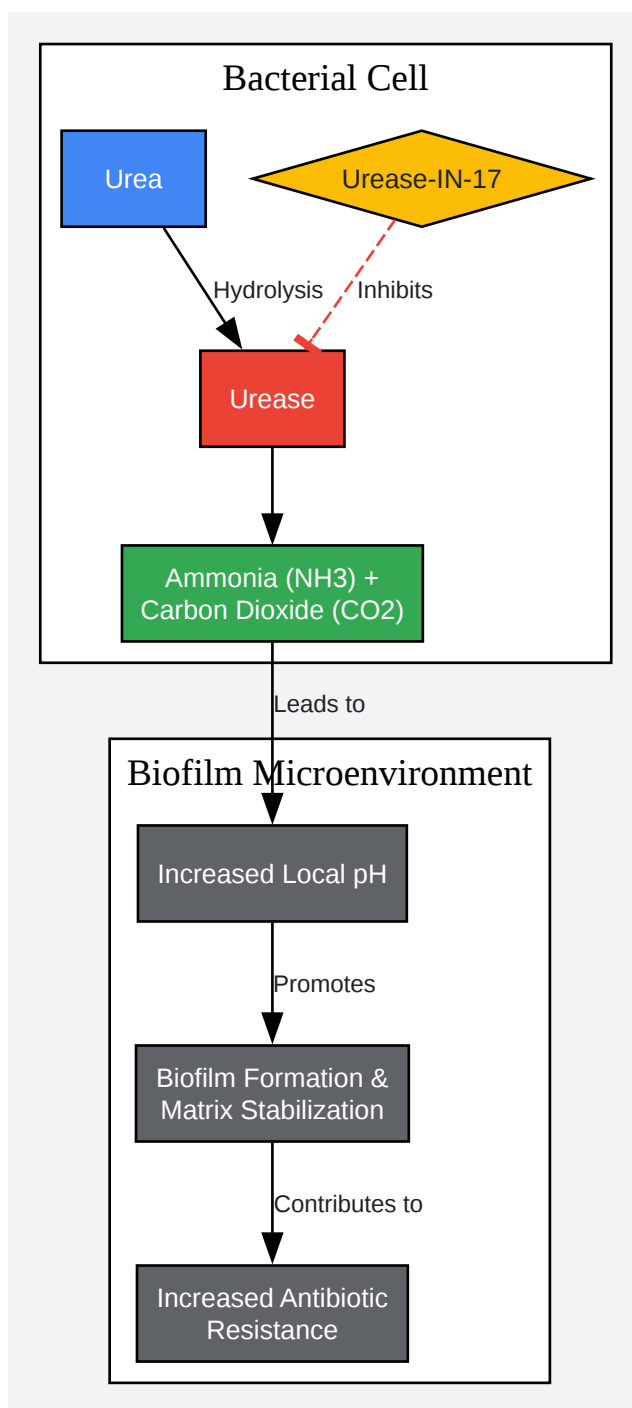 Bacterial Cell
Urea
Urease-IN-17
Hydrolysis
Inhibits
Urease
Ammonia (NH3) +
Carbon Dioxide (CO2)
Leads to
Biofilm Microenvironment
Increased Local pH
Promotes
Biofilm Formation &
Matrix Stabilization
Contributes to
Increased Antibiotic
Resistance